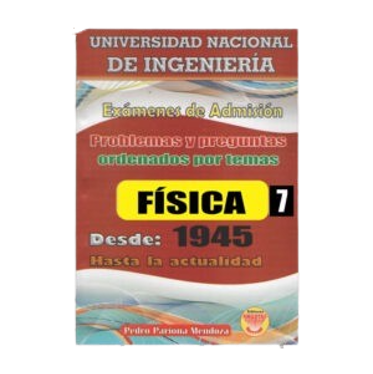 UNIVERSIDAD NACIONAL
DE INGENIERÍA
Exámenes de Admisión
Problemas y preguntas
ordenados por temas
FÍSICA 7
Desde: 1945
Hasta la actualidad
Pedro Pariona Mendoza